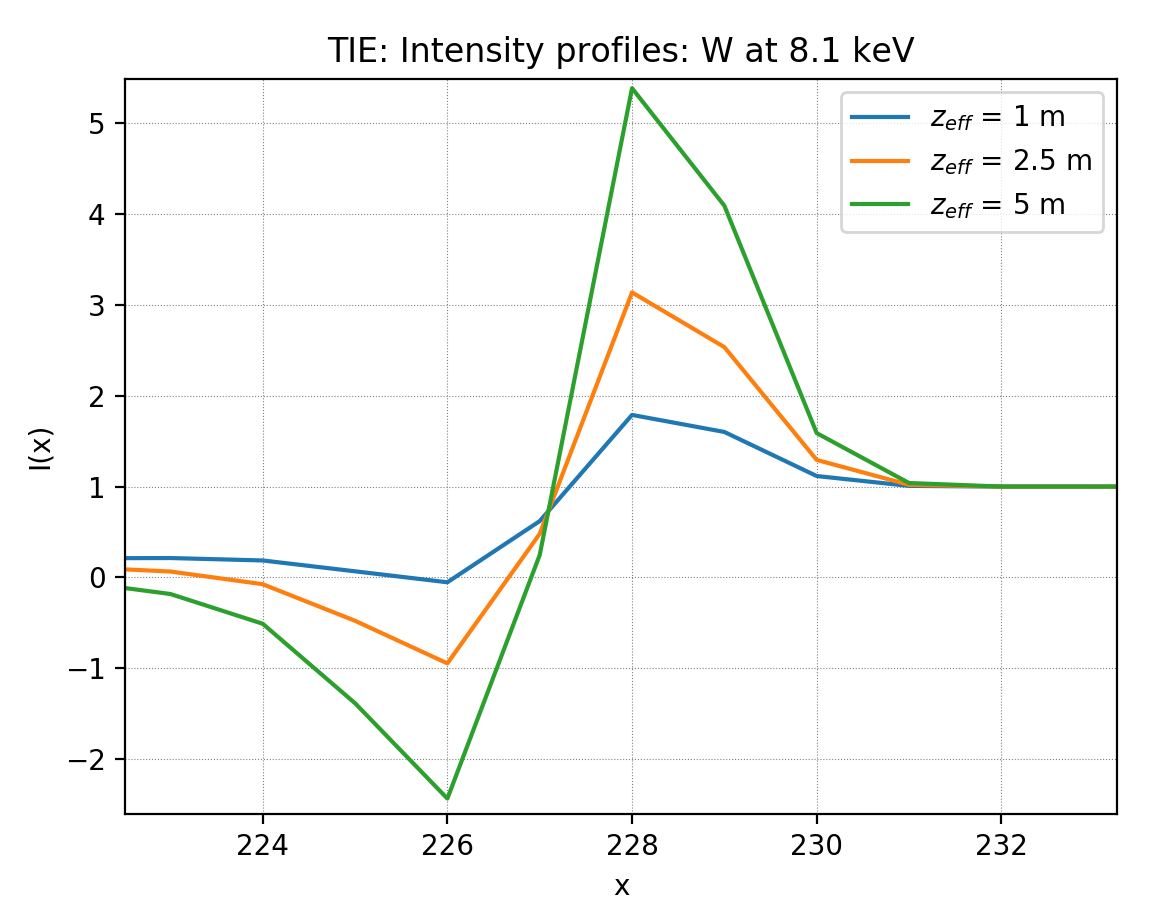 TIE: Intensity profiles: W at 8.1 keV
z_eff = 1 m
z_eff = 2.5 m
z_eff = 5 m
5
4
3
2
1
0
−1
−2
I(x)
224 226 228 230 232
x